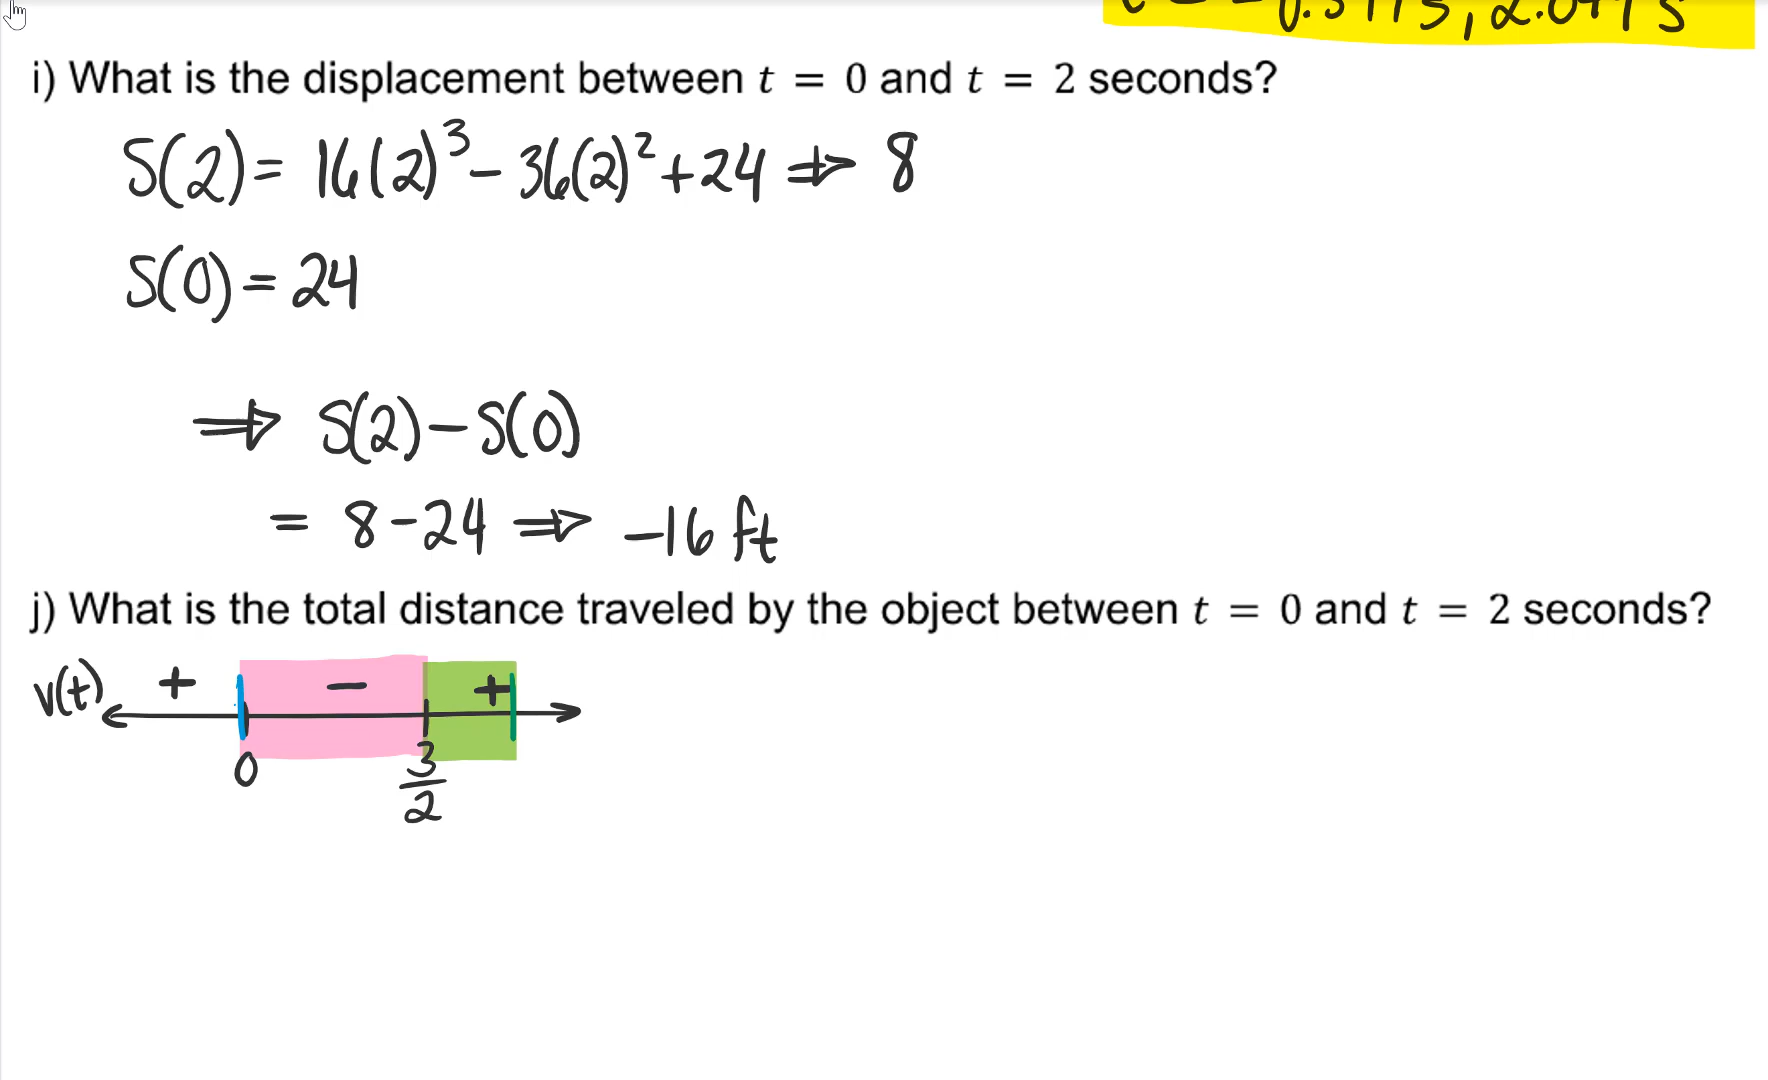 i) What is the displacement between t = 0 and t = 2 seconds?
S(2) = 16(2)³ - 36(2)² + 24 ⇒ 8
S(0) = 24
⇒ S(2) - S(0)
= 8 - 24 ⇒ -16 ft
j) What is the total distance traveled by the object between t = 0 and t = 2 seconds?
v(t) + - +
0 3/2